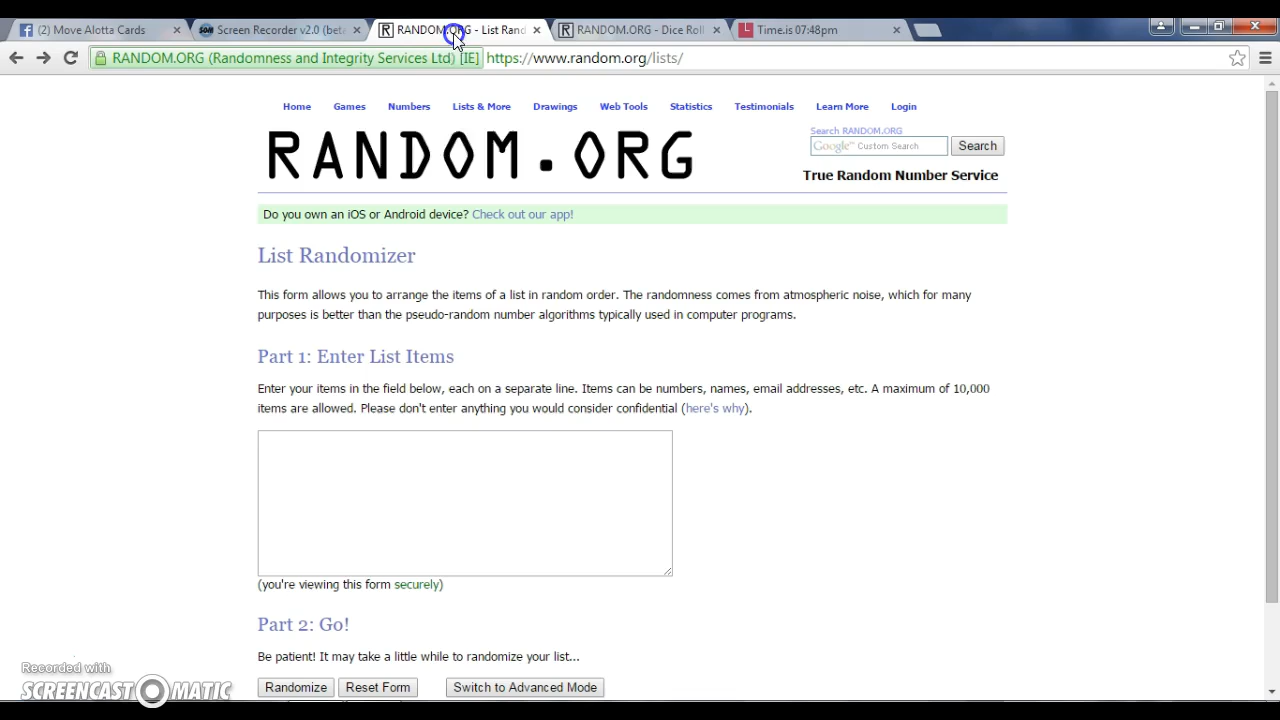 (2) Move Alotta Cards
Screen Recorder v2.0 (beta
RANDOM.ORG - List Rand
RANDOM.ORG - Dice Roll
Time.is 07:48pm
RANDOM.ORG (Randomness and Integrity Services Ltd) [IE]
https://www.random.org/lists/
Home Games Numbers Lists & More Drawings Web Tools Statistics Testimonials Learn More Login
RANDOM.ORG
Search RANDOM.ORG
Google™ Custom Search
Search
True Random Number Service
Do you own an iOS or Android device? Check out our app!
List Randomizer
This form allows you to arrange the items of a list in random order. The randomness comes from atmospheric noise, which for many
purposes is better than the pseudo-random number algorithms typically used in computer programs.
Part 1: Enter List Items
Enter your items in the field below, each on a separate line. Items can be numbers, names, email addresses, etc. A maximum of 10,000
items are allowed. Please don't enter anything you would consider confidential (here's why).
(you're viewing this form securely)
Part 2: Go!
Be patient! It may take a little while to randomize your list...
Randomize Reset Form Switch to Advanced Mode
Recorded with
SCREENCAST-O-MATIC